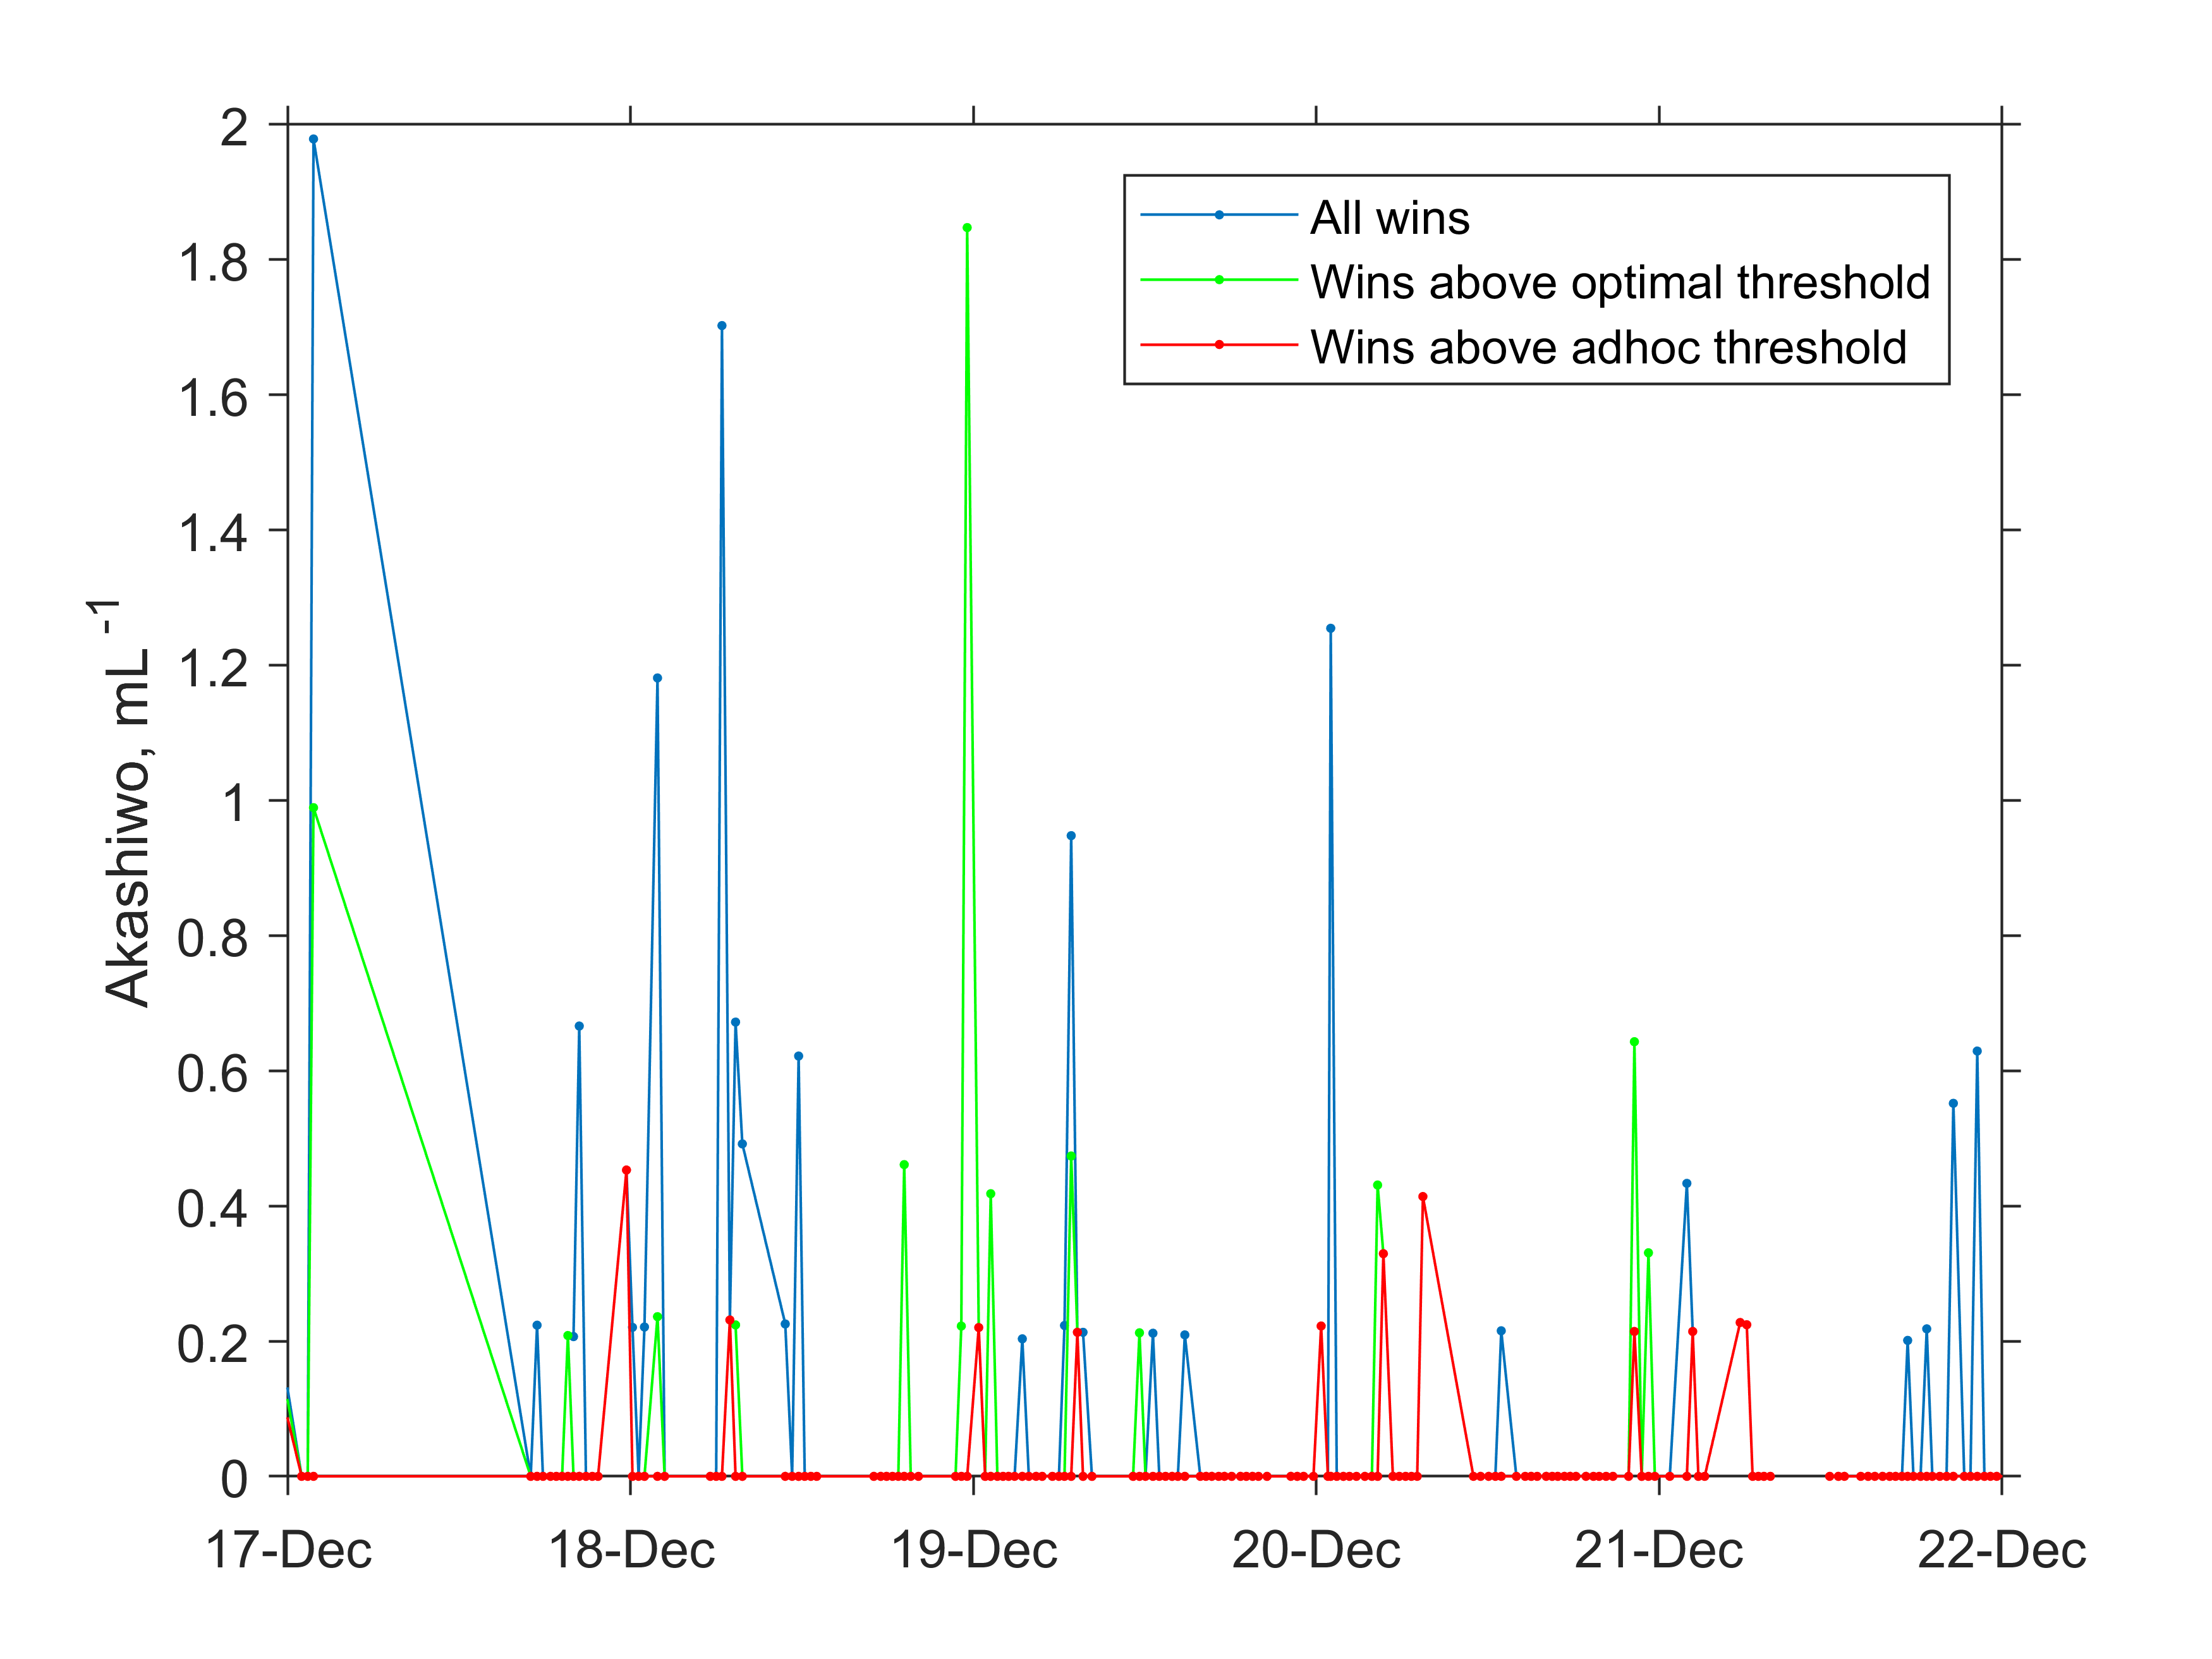 2
1.8
1.6
1.4
1.2
1
0.8
0.6
0.4
0.2
0
Akashiwo, mL -1
All wins
Wins above optimal threshold
Wins above adhoc threshold
17-Dec
18-Dec
19-Dec
20-Dec
21-Dec
22-Dec